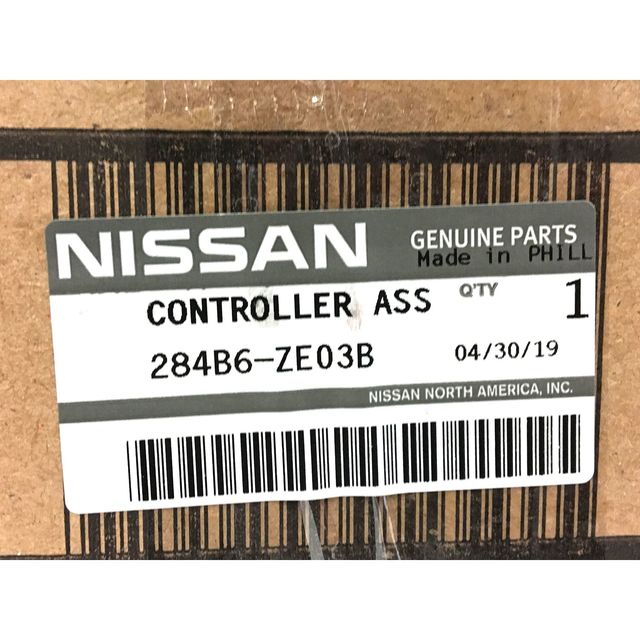 NISSAN GENUINE PARTS
Made in PHILL
CONTROLLER ASS Q'TY 1
284B6-ZE03B 04/30/19
NISSAN NORTH AMERICA, INC.